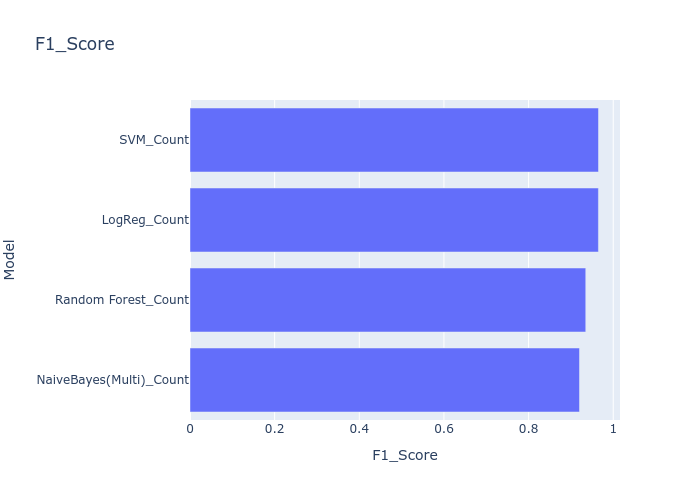 F1_Score
SVM_Count
LogReg_Count
Random Forest_Count
NaiveBayes(Multi)_Count
Model
0 0.2 0.4 0.6 0.8 1
F1_Score